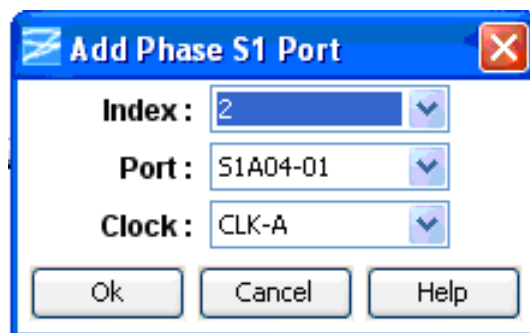 Add Phase S1 Port
Index : 2
Port : S1A04-01
Clock : CLK-A
Ok Cancel Help